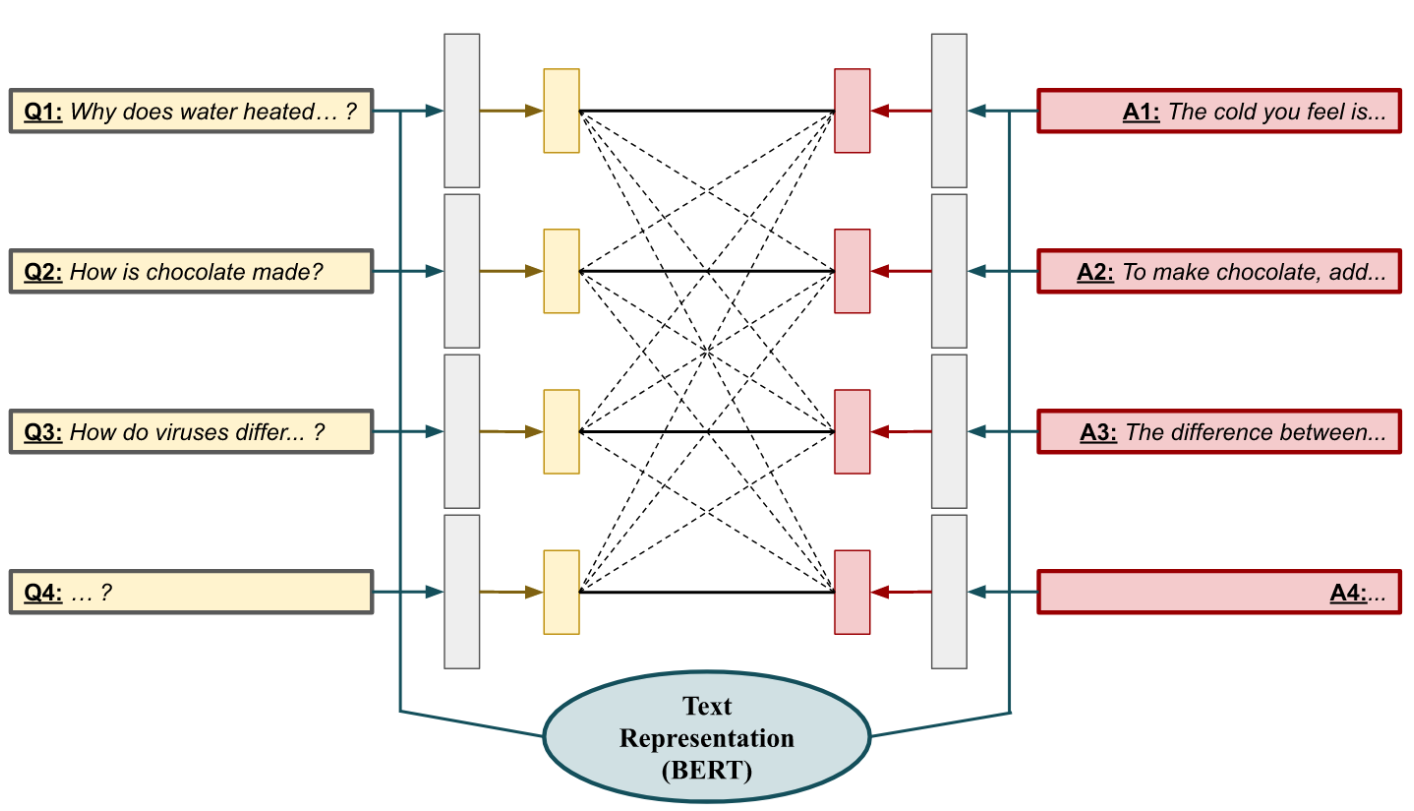 Q1: Why does water heated… ?
A1: The cold you feel is...
Q2: How is chocolate made?
A2: To make chocolate, add...
Q3: How do viruses differ... ?
A3: The difference between...
Q4: … ?
A4:...
Text
Representation
(BERT)